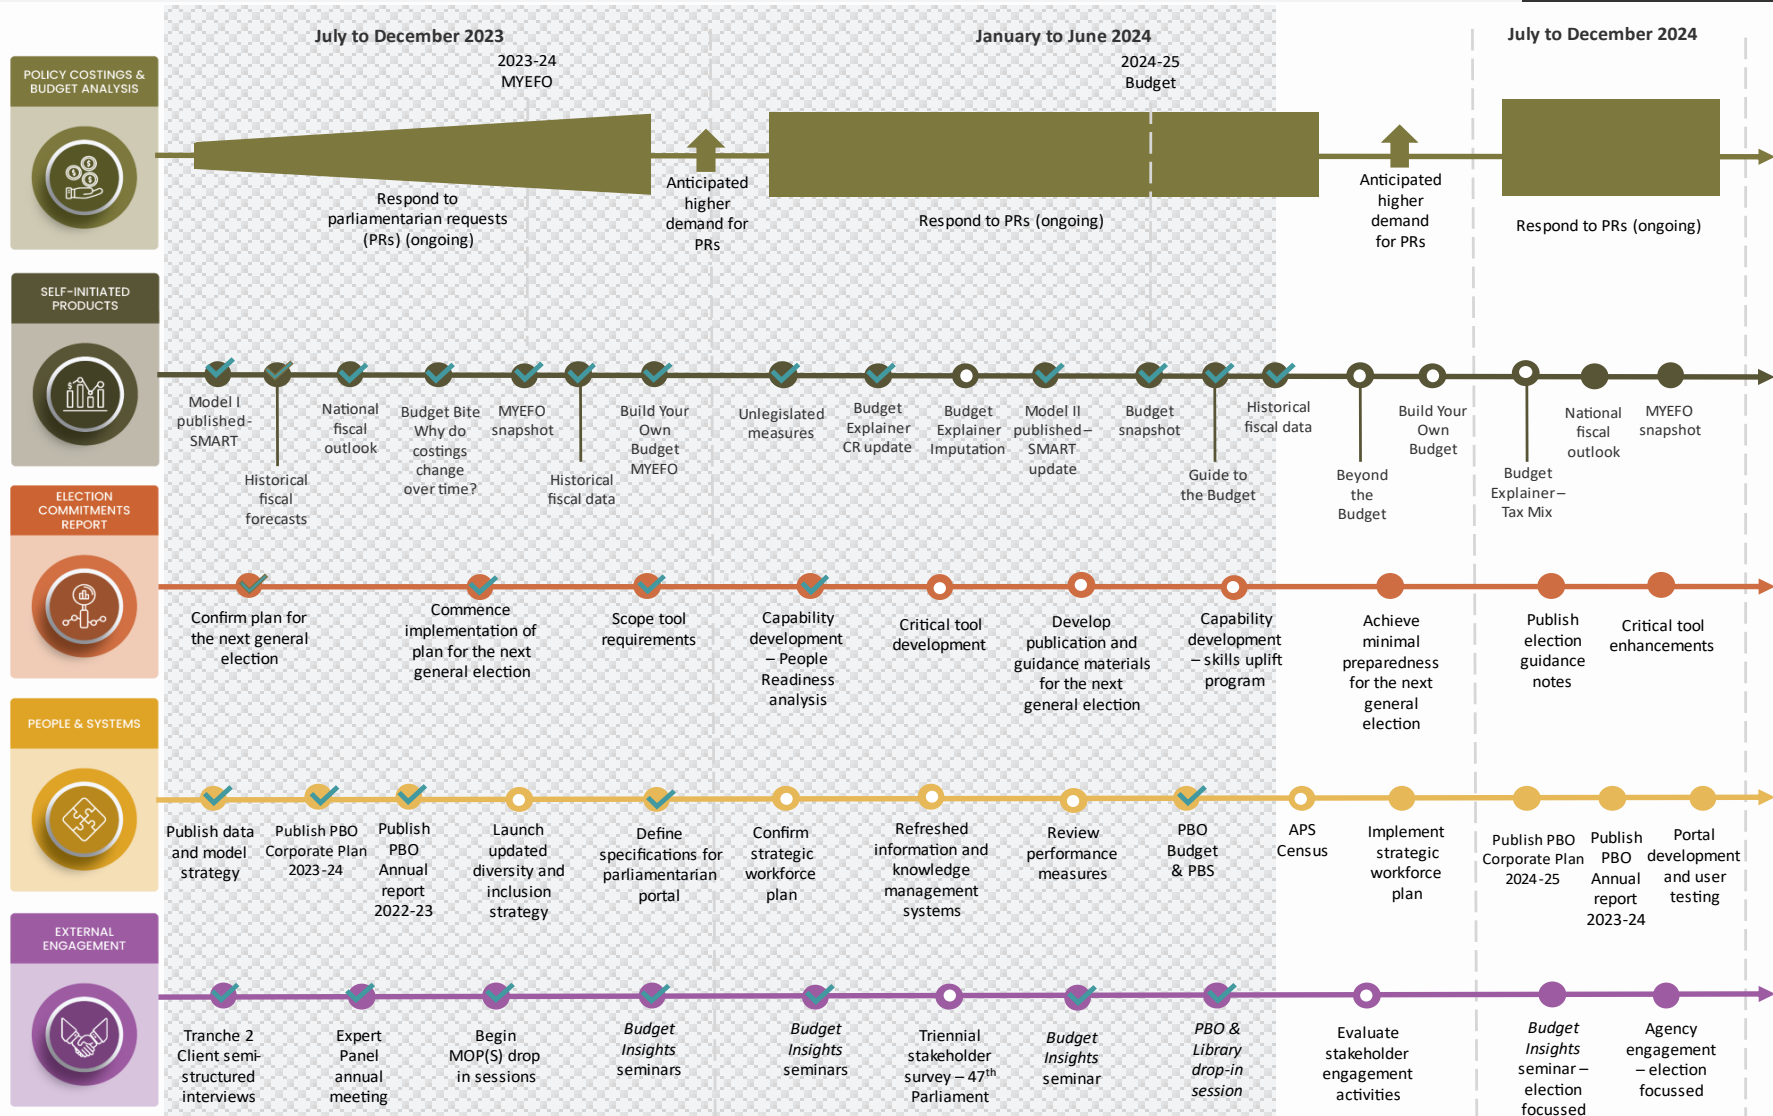 July to December 2023
January to June 2024
July to December 2024
2023-24
MYEFO
2024-25
Budget
POLICY COSTINGS &
BUDGET ANALYSIS
Respond to
parliamentarian requests
(PRs) (ongoing)
Anticipated
higher
demand for
PRs
Respond to PRs (ongoing)
Anticipated
higher
demand
for PRs
Respond to PRs (ongoing)
SELF-INITIATED
PRODUCTS
Model I
published-
SMART
Historical
fiscal
forecasts
National
fiscal
outlook
Budget Bite
Why do
costings
change
over time?
MYEFO
snapshot
Historical
fiscal data
Build Your
Own
Budget
MYEFO
Unlegislated
measures
Budget
Explainer
CR update
Budget
Explainer
Imputation
Model II
published–
SMART
update
Budget
snapshot
Guide to
the Budget
Historical
fiscal data
Beyond
the
Budget
Build Your
Own
Budget
Budget
Explainer–
Tax Mix
National
fiscal
outlook
MYEFO
snapshot
ELECTION
COMMITMENTS
REPORT
Confirm plan for
the next general
election
Commence
implementation of
plan for the next
general election
Scope tool
requirements
Capability
development
– People
Readiness
analysis
Critical tool
development
Develop
publication and
guidance materials
for the next
general election
Capability
development
– skills uplift
program
Achieve
minimal
preparedness
for the next
general
election
Publish
election
guidance
notes
Critical tool
enhancements
PEOPLE & SYSTEMS
Publish data
and model
strategy
Publish PBO
Corporate Plan
2023-24
Publish
PBO
Annual
report
2022-23
Launch
updated
diversity and
inclusion
strategy
Define
specifications for
parliamentarian
portal
Confirm
strategic
workforce
plan
Refreshed
information and
knowledge
management
systems
Review
performance
measures
PBO
Budget
& PBS
APS
Census
Implement
strategic
workforce
plan
Publish PBO
Corporate Plan
2024-25
Publish
PBO
Annual
report
2023-24
Portal
development
and user
testing
EXTERNAL
ENGAGEMENT
Tranche 2
Client semi-
structured
interviews
Expert
Panel
annual
meeting
Begin
MOP(S) drop
in sessions
Budget
Insights
seminars
Budget
Insights
seminars
Triennial
stakeholder
survey – 47th
Parliament
Budget
Insights
seminar
PBO &
Library
drop-in
session
Evaluate
stakeholder
engagement
activities
Budget
Insights
seminar –
election
focussed
Agency
engagement
– election
focussed